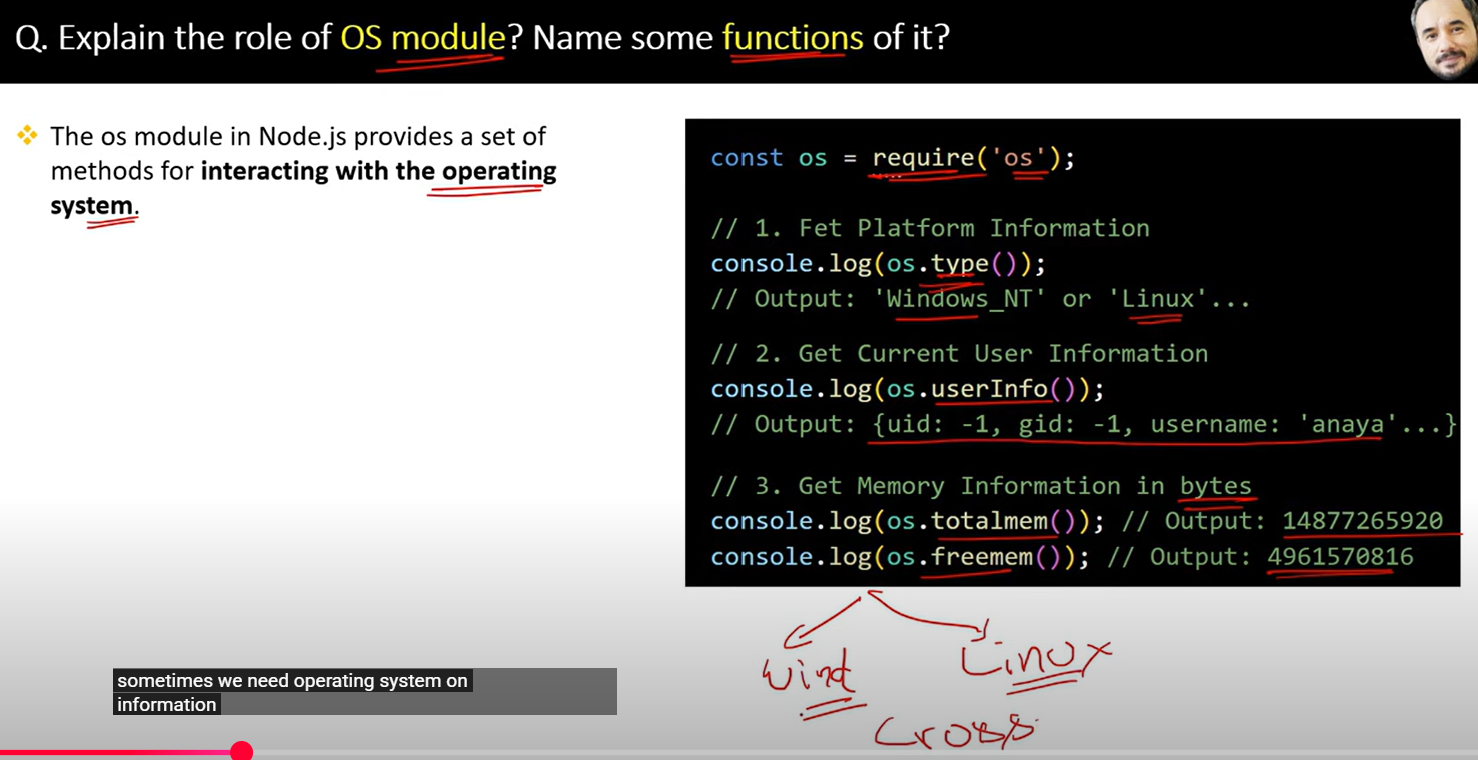 Q. Explain the role of OS module? Name some functions of it?
The os module in Node.js provides a set of
methods for interacting with the operating
system.
const os = require('os');
// 1. Fet Platform Information
console.log(os.type());
// Output: 'Windows_NT' or 'Linux'...
// 2. Get Current User Information
console.log(os.userInfo());
// Output: {uid: -1, gid: -1, username: 'anaya'...}
// 3. Get Memory Information in bytes
console.log(os.totalmem()); // Output: 14877265920
console.log(os.freemem()); // Output: 4961570816
Wind Linux
Cross
sometimes we need operating system on
information